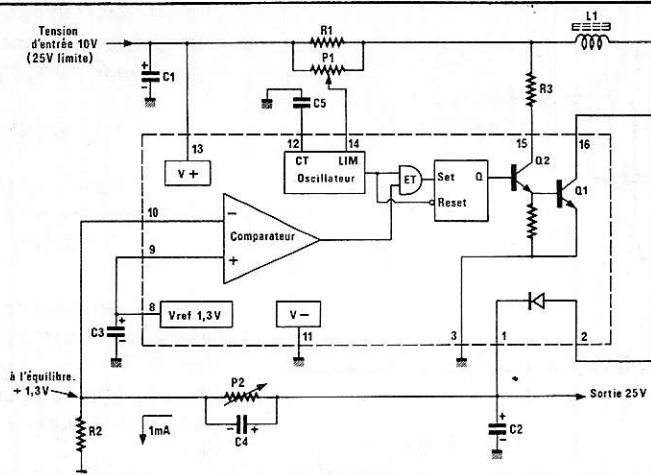 Tension
d'entrée 10V
(25V limite)
L1
R1
P1
R3
C1
C5
12
14
15
16
13
V +
CT LIM.
Oscillateur
ET
Set
Q
Reset
Q2
Q1
10
9
Comparateur
8
Vref 1,3V
V -
C3
11
3
1
2
à l'équilibre.
+ 1,3V
P2
Sortie 25V
R2
1mA
C4
C2